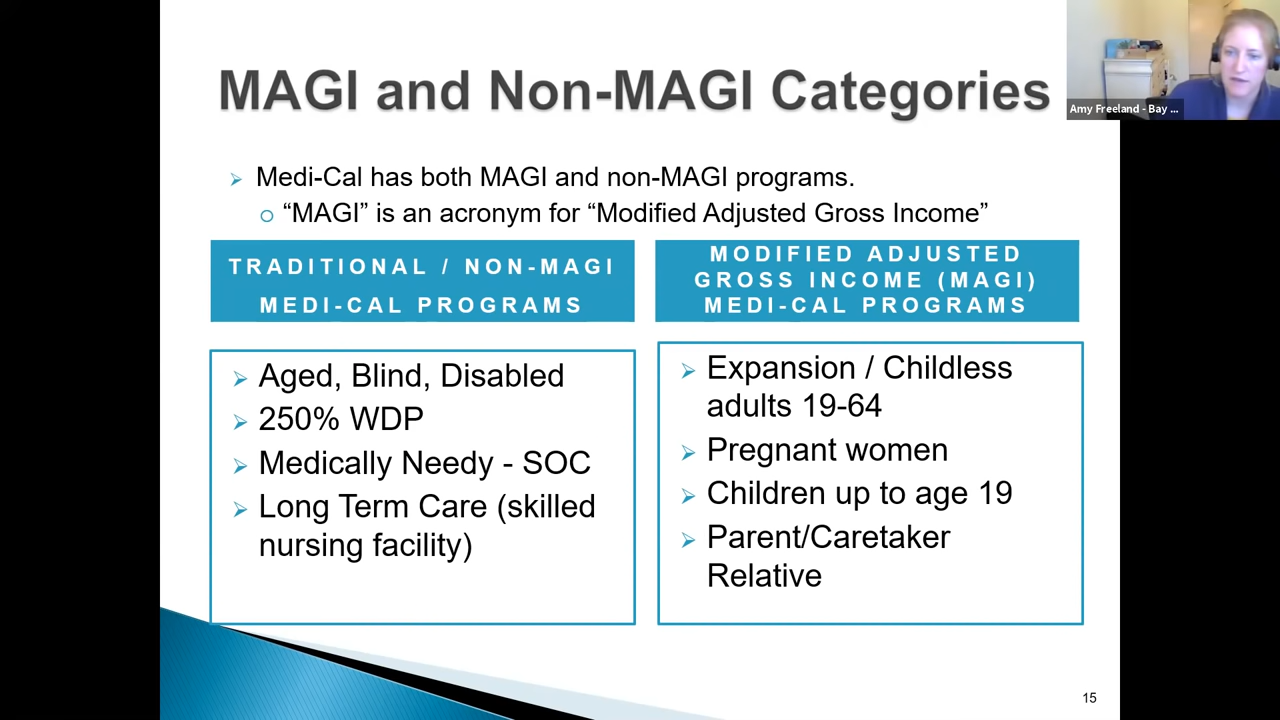 MAGI and Non-MAGI Categories
Amy Freeland - Bay ...
Medi-Cal has both MAGI and non-MAGI programs.
“MAGI” is an acronym for “Modified Adjusted Gross Income”
TRADITIONAL / NON-MAGI
MEDI-CAL PROGRAMS
Aged, Blind, Disabled
250% WDP
Medically Needy - SOC
Long Term Care (skilled
nursing facility)
MODIFIED ADJUSTED
GROSS INCOME (MAGI)
MEDI-CAL PROGRAMS
Expansion / Childless
adults 19-64
Pregnant women
Children up to age 19
Parent/Caretaker
Relative
15